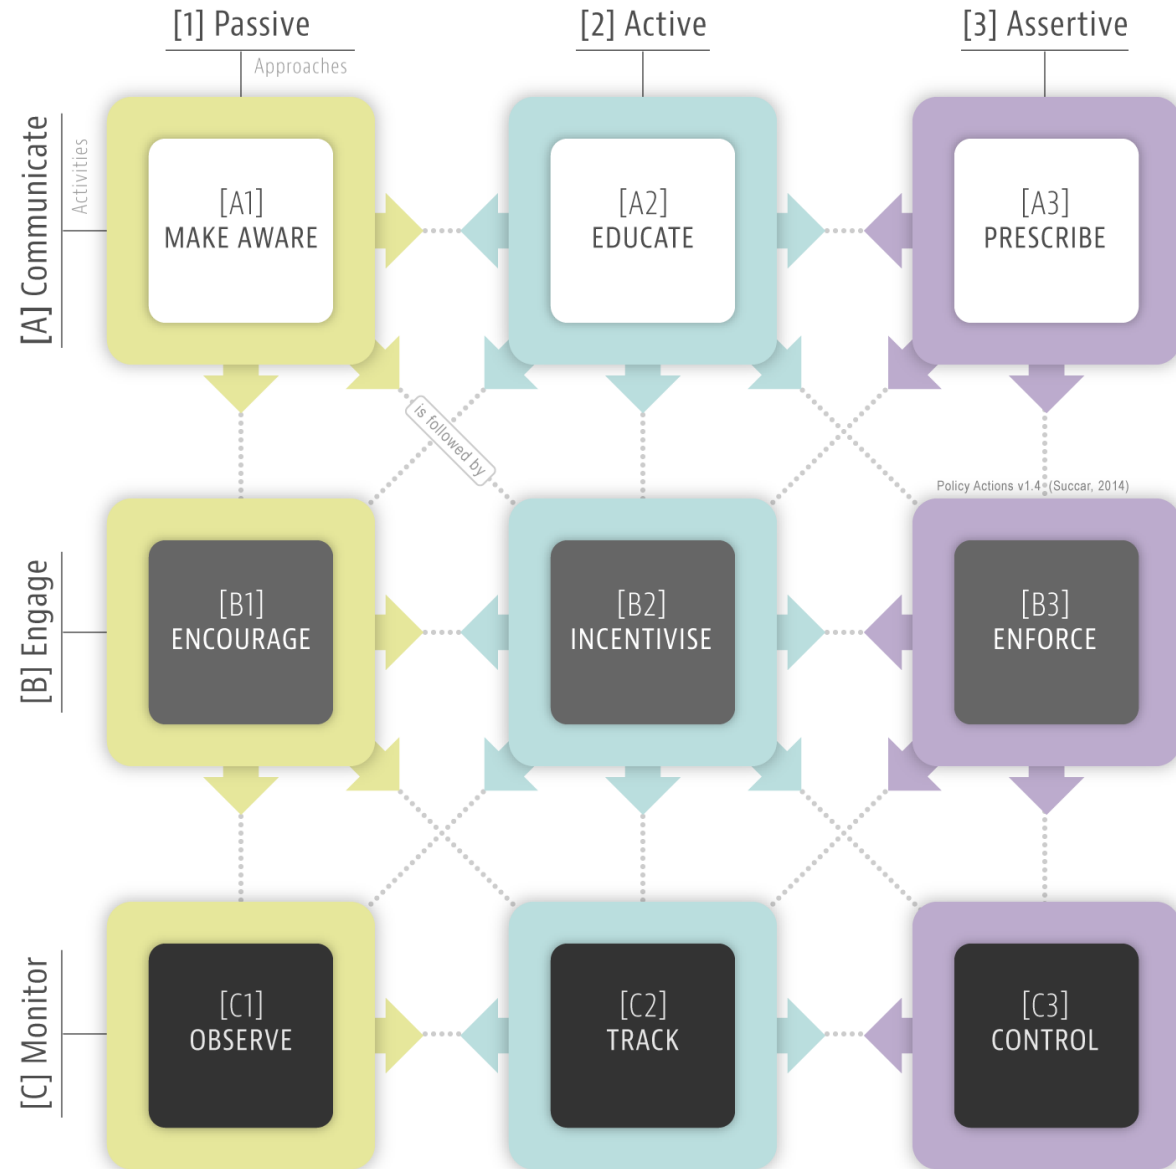 [1] Passive
[2] Active
[3] Assertive
Approaches
[A] Communicate
Activities
[A1]
MAKE AWARE
[A2]
EDUCATE
[A3]
PRESCRIBE
is followed by
Policy Actions v1.4 (Succar, 2014)
[B] Engage
[B1]
ENCOURAGE
[B2]
INCENTIVISE
[B3]
ENFORCE
[C] Monitor
[C1]
OBSERVE
[C2]
TRACK
[C3]
CONTROL